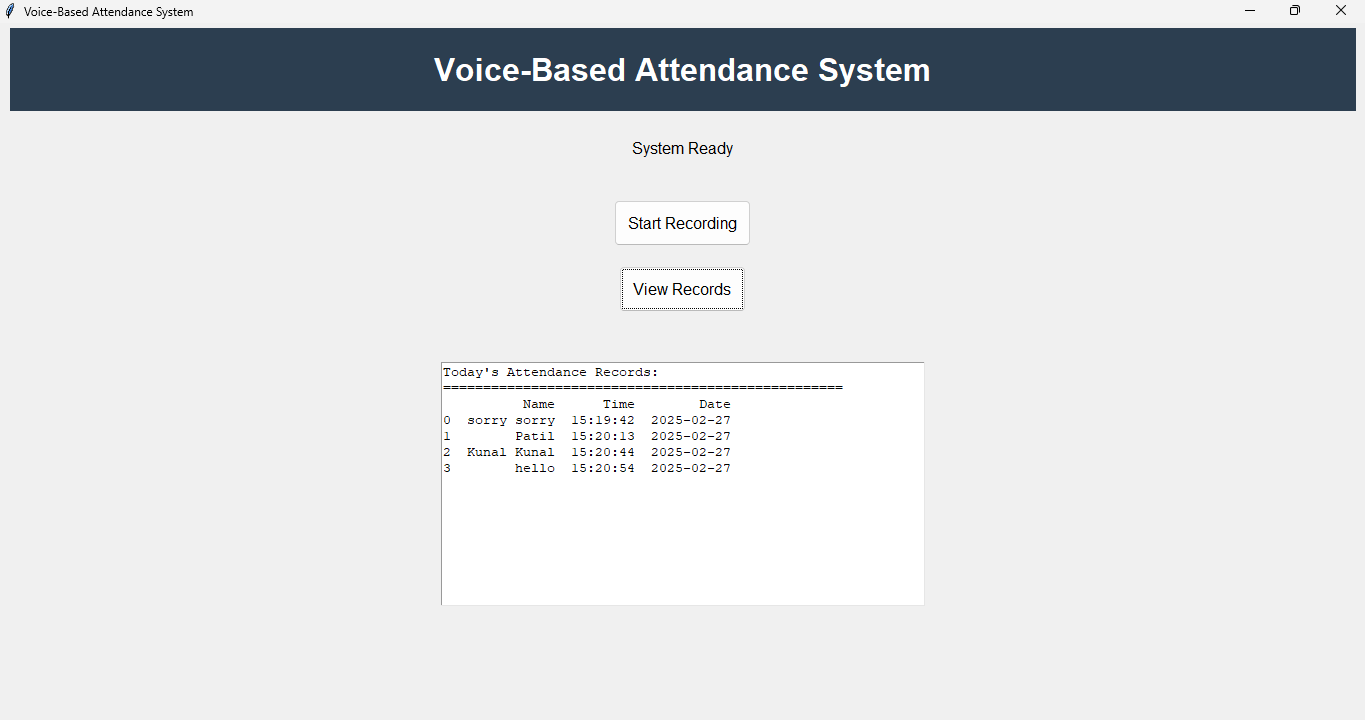 Voice-Based Attendance System
Voice-Based Attendance System
System Ready
Start Recording
View Records
Today's Attendance Records:
==================================================
          Name      Time        Date
0  sorry sorry  15:19:42  2025-02-27
1        Patil  15:20:13  2025-02-27
2  Kunal Kunal  15:20:44  2025-02-27
3        hello  15:20:54  2025-02-27